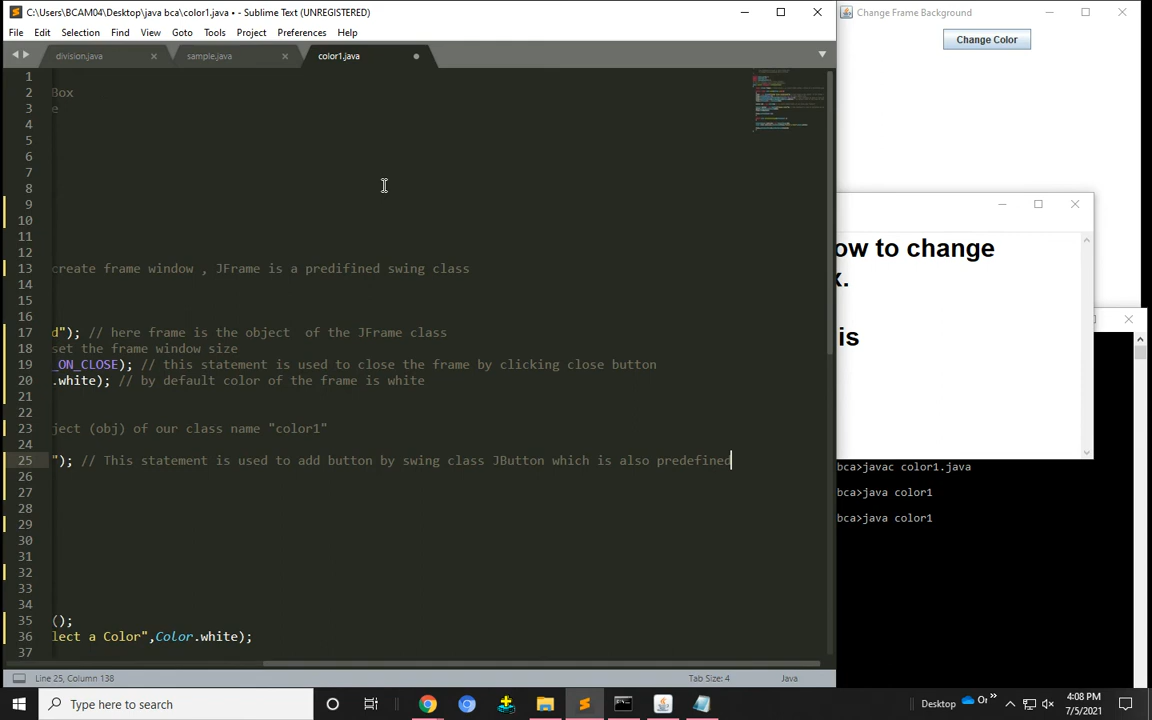 C:\Users\BCAM04\Desktop\java bca\color1.java • - Sublime Text (UNREGISTERED)
Change Frame Background
File Edit Selection Find View Goto Tools Project Preferences Help
Change Color
division.java
sample.java
color1.java
1
2 Box
3 e
4
5
6
7
8
9
10
11
12
13 create frame window , JFrame is a predifined swing class
14
15
16
17 d"); // here frame is the object  of the JFrame class
18 set the frame window size
19 _ON_CLOSE); // this statement is used to close the frame by clicking close button
20 .white); // by default color of the frame is white
21
22
23 ject (obj) of our class name "color1"
24
25 "); // This statement is used to add button by swing class JButton which is also predefined
26
27
28
29
30
31
32
33
34
35 ();
36 lect a Color",Color.white);
37
ow to change
x.
is
bca>javac color1.java
bca>java color1
bca>java color1
Line 25, Column 138
Tab Size: 4
Java
Type here to search
Desktop
Or
4:08 PM
7/5/2021